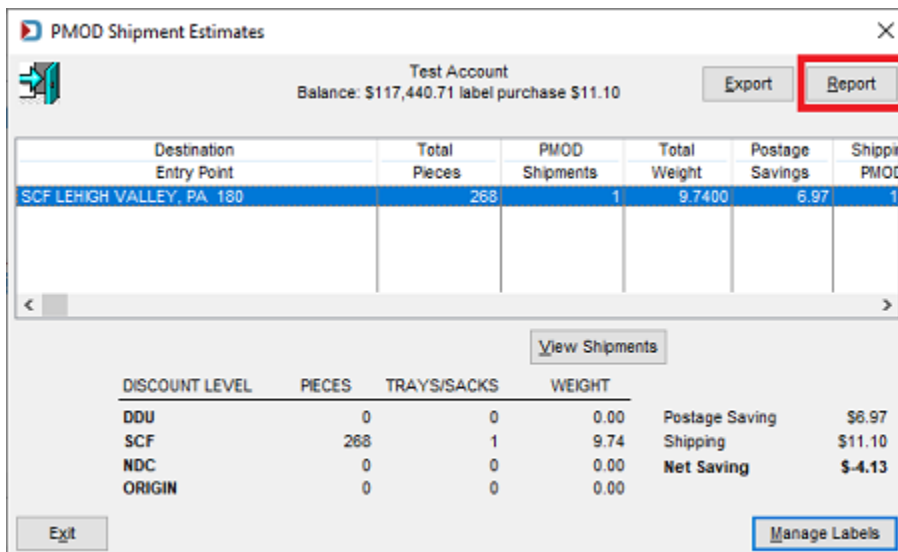 PMOD Shipment Estimates
Test Account
Balance: $117,440.71 label purchase $11.10
Export
Report
Destination Total PMOD Total Postage Shippin
Entry Point Pieces Shipments Weight Savings PMOD
SCF LEHIGH VALLEY, PA 180 268 1 9.7400 6.97 1
View Shipments
DISCOUNT LEVEL PIECES TRAYS/SACKS WEIGHT
DDU 0 0 0.00 Postage Saving $6.97
SCF 268 1 9.74 Shipping $11.10
NDC 0 0 0.00 Net Saving $-4.13
ORIGIN 0 0 0.00
Exit
Manage Labels